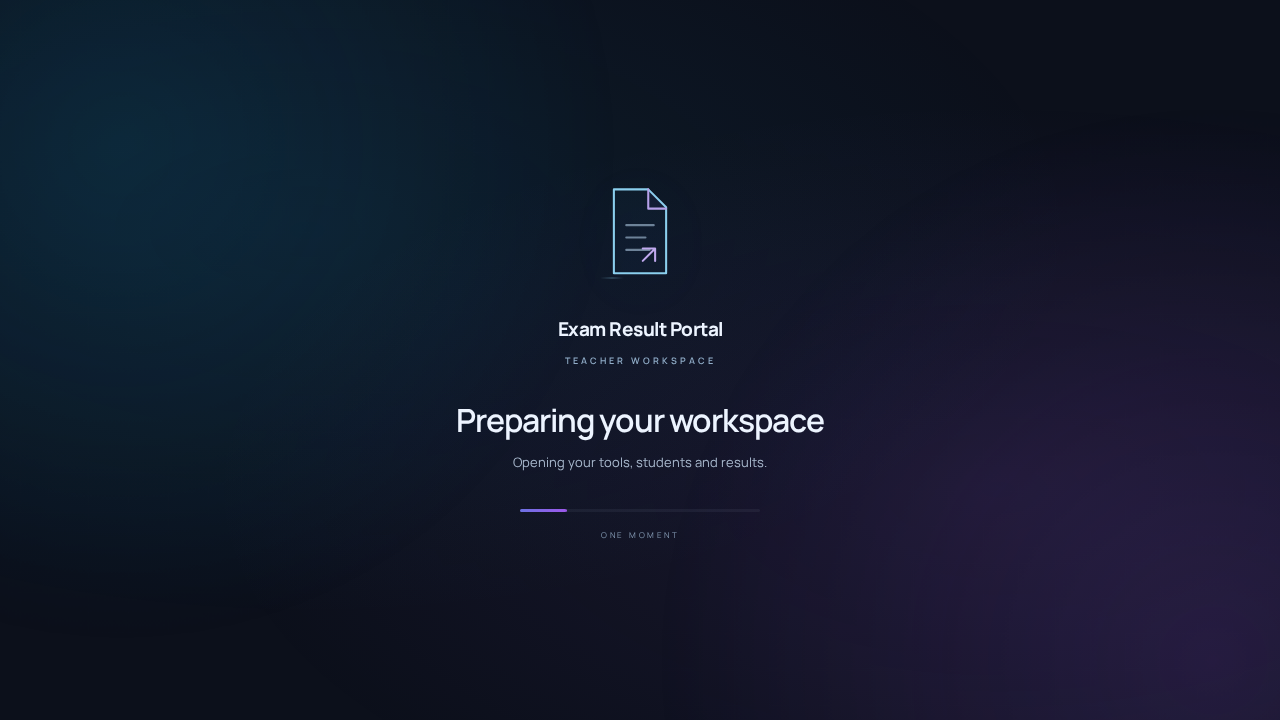 Exam Result Portal
TEACHER WORKSPACE
Preparing your workspace
Opening your tools, students and results.
ONE MOMENT